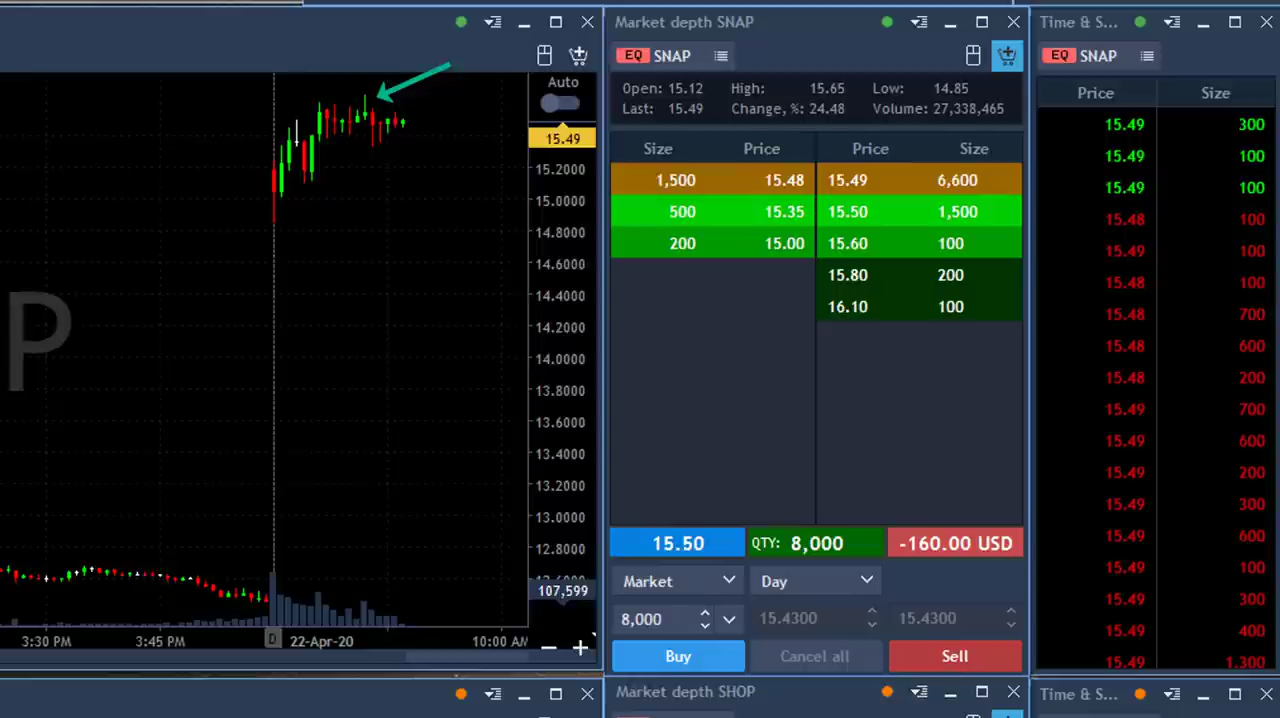 Market depth SNAP
Time & S...
EQ SNAP
EQ SNAP
Auto
Open: 15.12 High: 15.65 Low: 14.85
Last: 15.49 Change, %: 24.48 Volume: 27,338,465
Price Size
Size Price Price Size
15.49
15.2000
15.0000
14.8000
14.6000
14.4000
14.2000
14.0000
13.8000
13.6000
13.4000
13.2000
13.0000
12.8000
107,599
P
1,500 15.48 15.49 6,600
500 15.35 15.50 1,500
200 15.00 15.60 100
15.80 200
16.10 100
15.49 300
15.49 100
15.49 100
15.48 100
15.49 100
15.48 100
15.48 700
15.48 600
15.48 200
15.49 700
15.49 600
15.49 200
15.49 300
15.49 600
15.49 100
15.49 300
15.49 400
15.49 1,300
15.50 QTY: 8,000 -160.00 USD
Market Day
8,000 15.4300 15.4300
Buy Cancel all Sell
3:30 PM 3:45 PM D 22-Apr-20 10:00 AM
Market depth SHOP
Time & S...